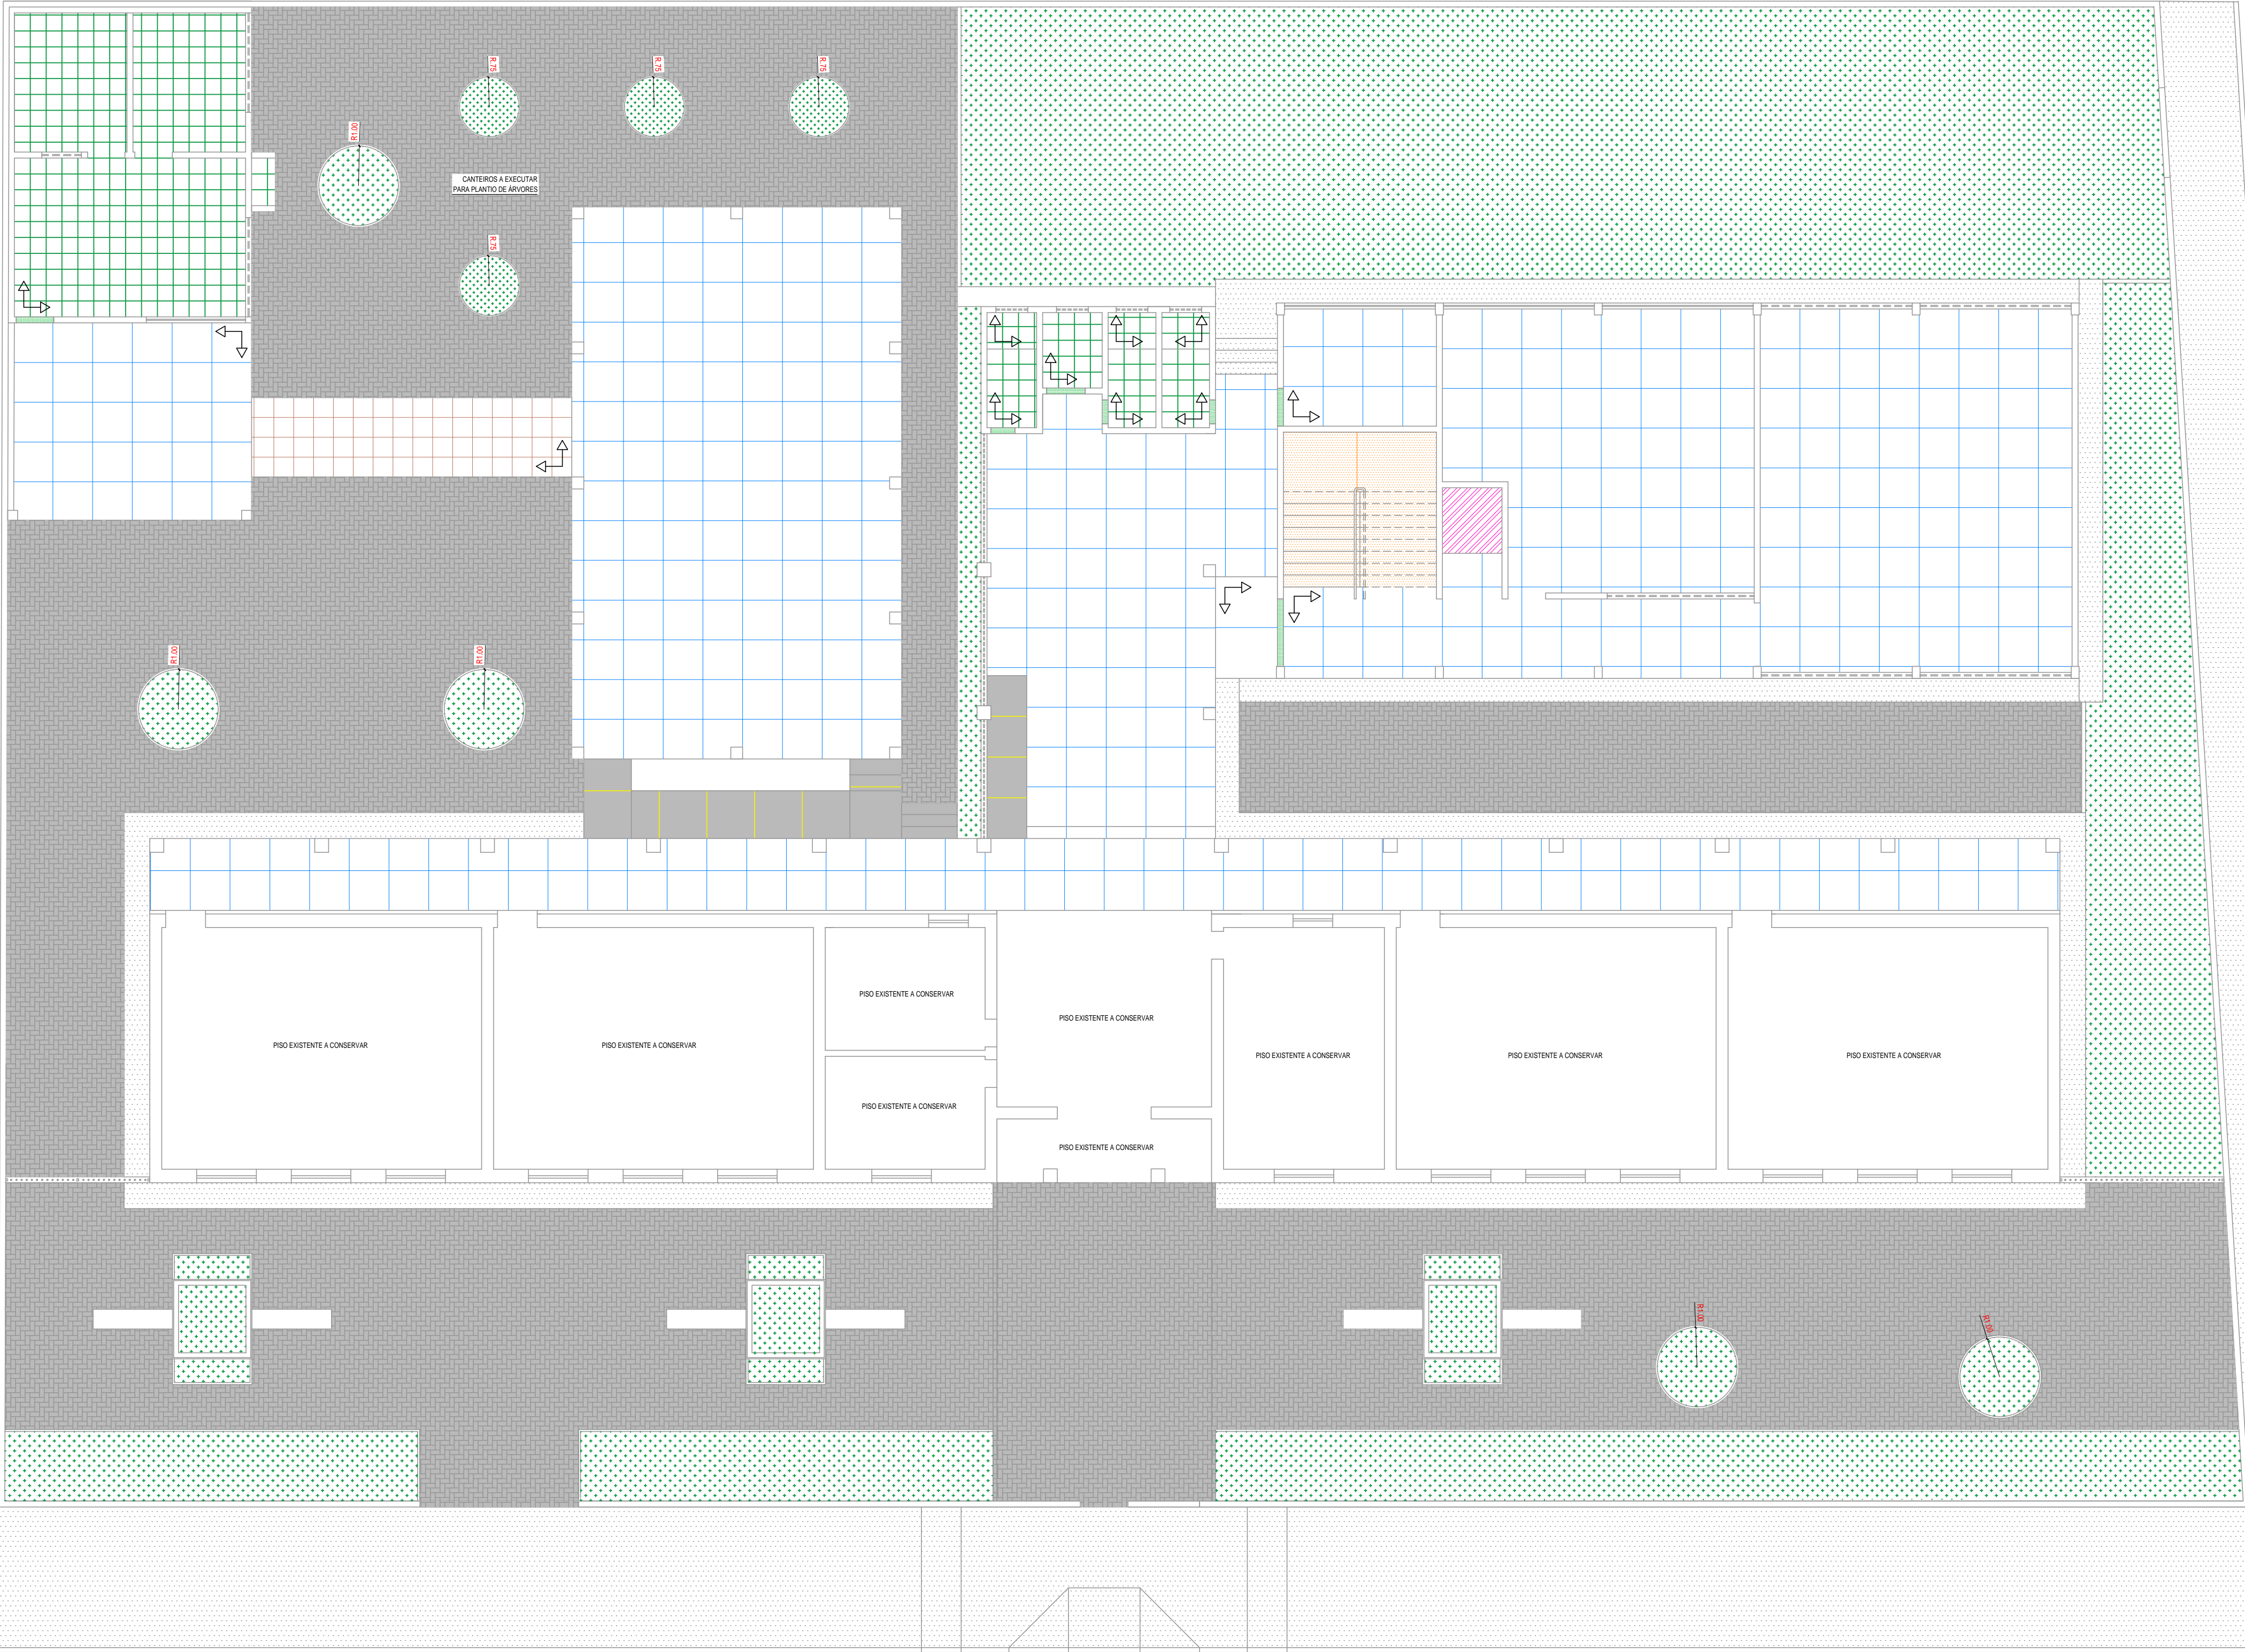 R.75
R.75
R.75
R1.00
CANTEIROS A EXECUTAR
PARA PLANTIO DE ÁRVORES
R.75
R1.00
R1.00
PISO EXISTENTE A CONSERVAR
PISO EXISTENTE A CONSERVAR
PISO EXISTENTE A CONSERVAR
PISO EXISTENTE A CONSERVAR
PISO EXISTENTE A CONSERVAR
PISO EXISTENTE A CONSERVAR
PISO EXISTENTE A CONSERVAR
PISO EXISTENTE A CONSERVAR
PISO EXISTENTE A CONSERVAR
R1.00
R1.00